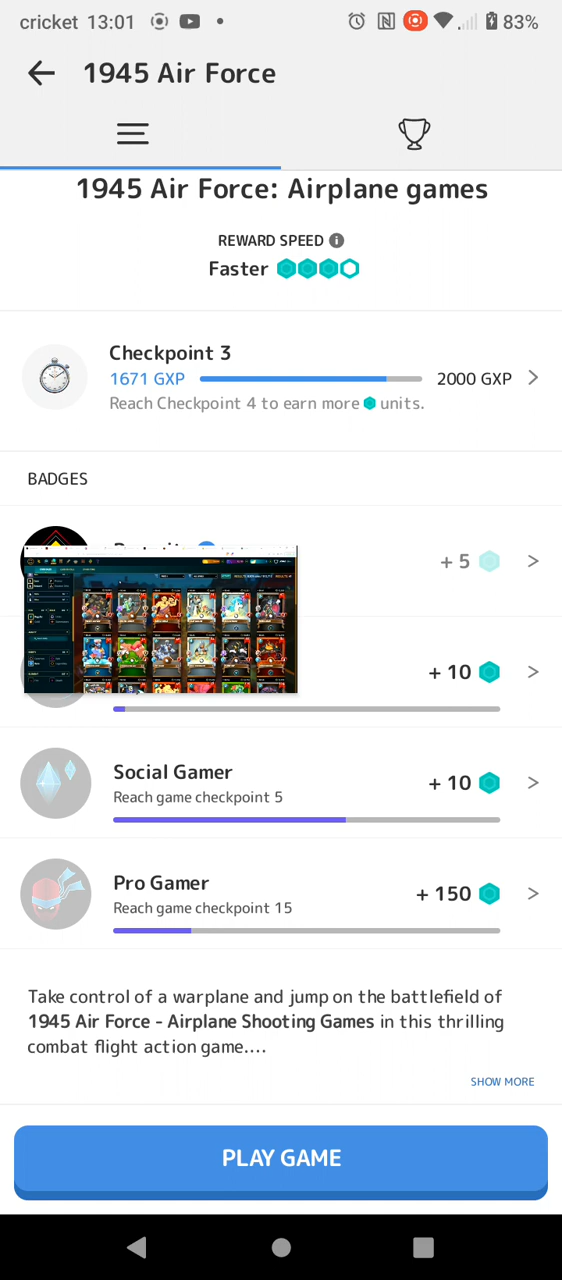 cricket 13:01 83%
1945 Air Force
1945 Air Force: Airplane games
REWARD SPEED
Faster
Checkpoint 3
1671 GXP 2000 GXP
Reach Checkpoint 4 to earn more units.
BADGES
+ 5
+ 10
Social Gamer
Reach game checkpoint 5
+ 10
Pro Gamer
Reach game checkpoint 15
+ 150
Take control of a warplane and jump on the battlefield of
1945 Air Force - Airplane Shooting Games in this thrilling
combat flight action game....
SHOW MORE
PLAY GAME